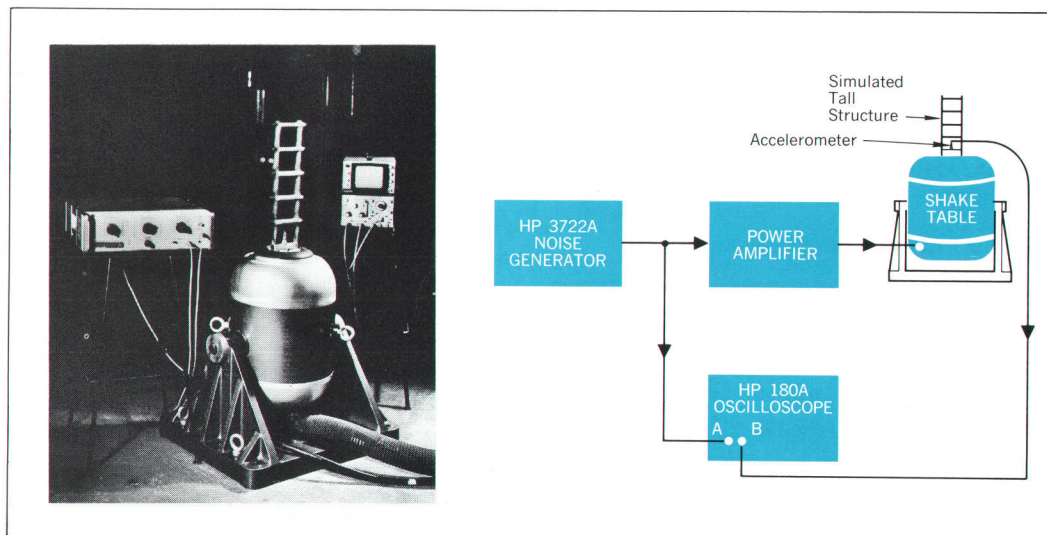 Simulated
Tall
Structure
Accelerometer
SHAKE
TABLE
HP 3722A
NOISE
GENERATOR
POWER
AMPLIFIER
HP 180A
OSCILLOSCOPE
A B